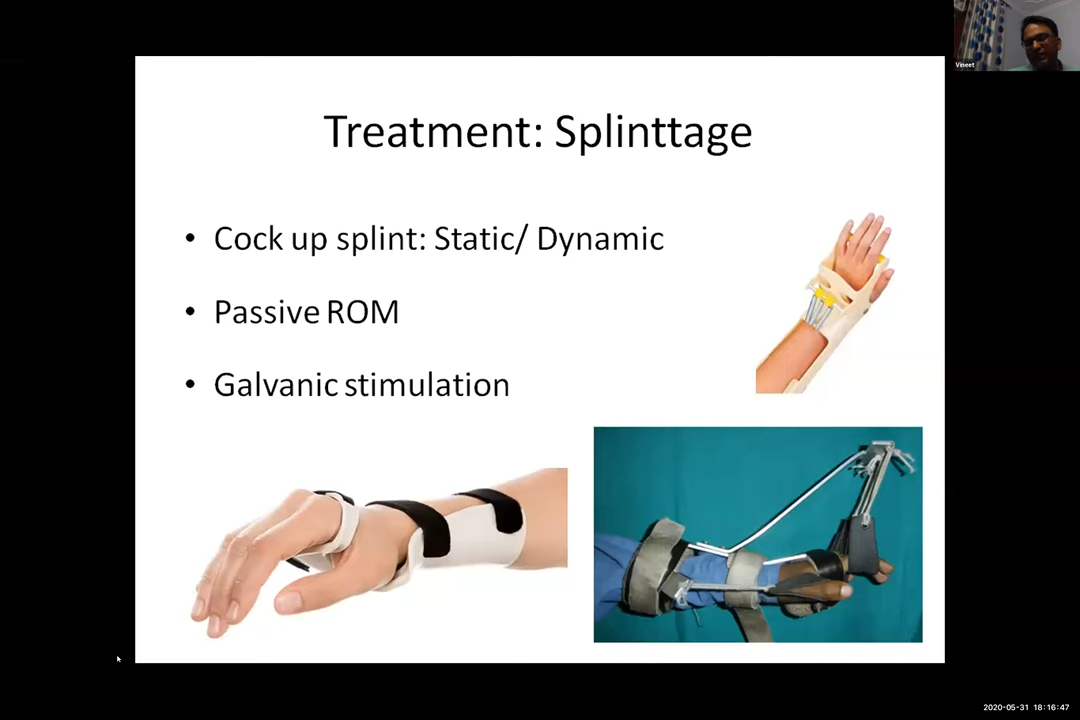 Vineet
Treatment: Splinttage
• Cock up splint: Static/ Dynamic
• Passive ROM
• Galvanic stimulation
2020-05-31 18:16:47